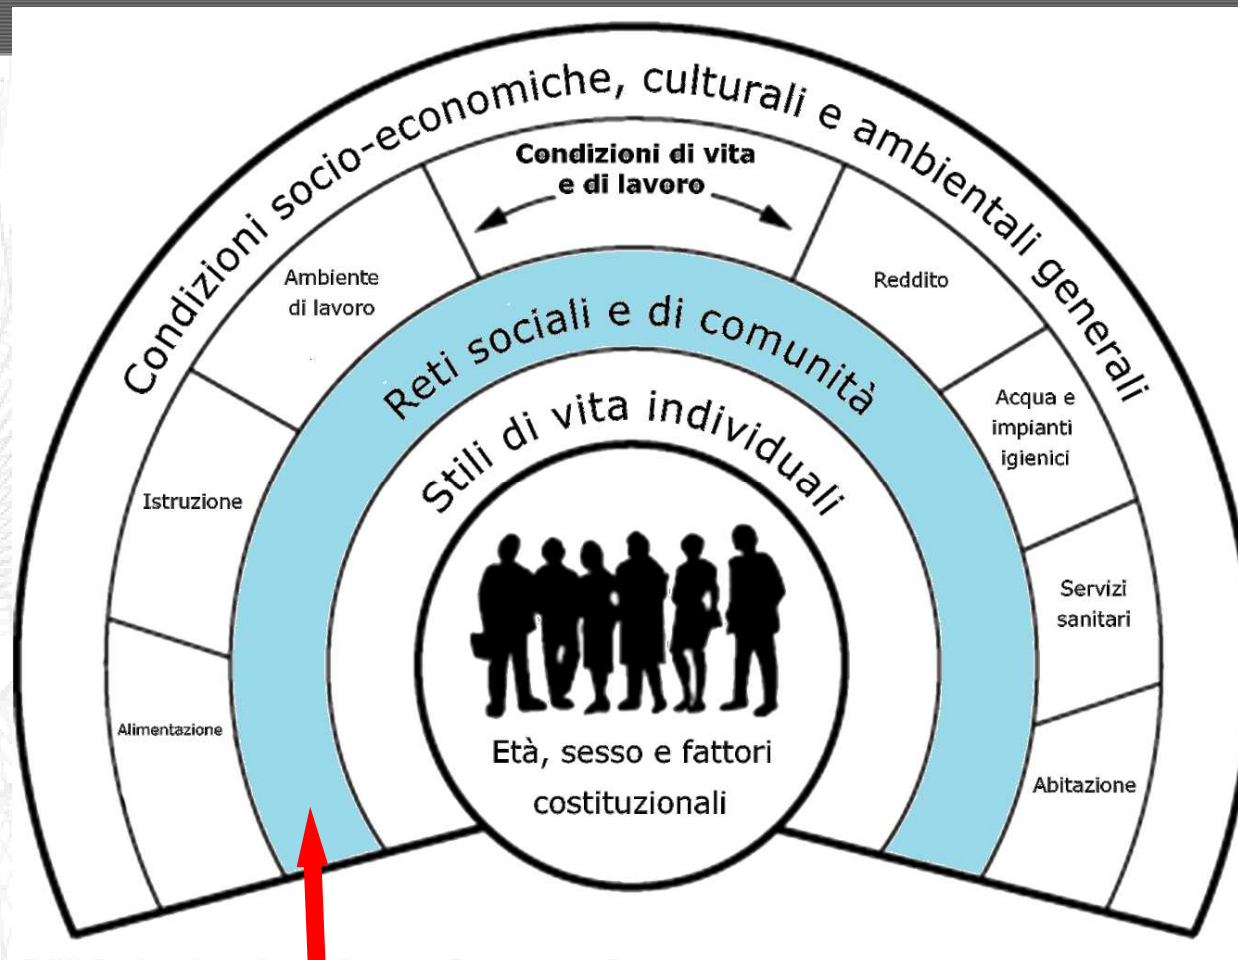 Condizioni socio-economiche, culturali e ambientali generali
Condizioni di vita
e di lavoro
Ambiente
di lavoro
Reddito
Reti sociali e di comunità
Acqua e
impianti
igienici
Stili di vita individuali
Istruzione
Servizi
sanitari
Alimentazione
Età, sesso e fattori
costituzionali
Abitazione